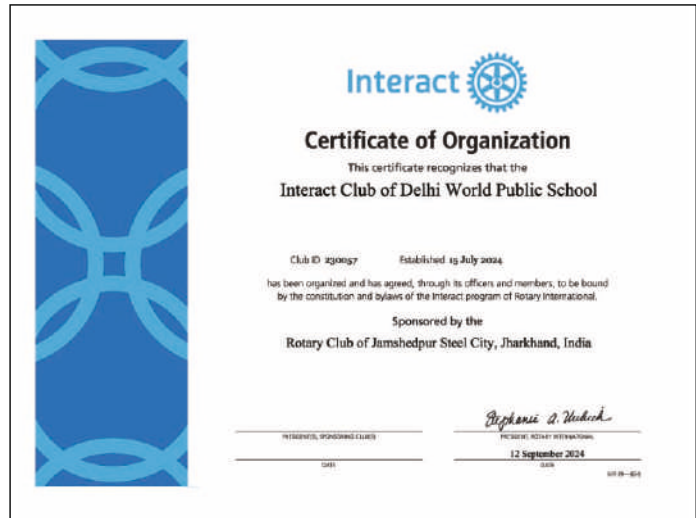 Interact
Certificate of Organization
This certificate recognizes that the
Interact Club of Delhi World Public School
Club ID 230057 Established 15 July 2024
has been organized and has agreed, through its officers and members, to be bound
by the constitution and bylaws of the Interact program of Rotary International.
Sponsored by the
Rotary Club of Jamshedpur Steel City, Jharkhand, India
Stephanie A. Urchick
PRESIDENT(S), SPONSORING CLUB(S) PRESIDENT, ROTARY INTERNATIONAL
12 September 2024
DATE DATE